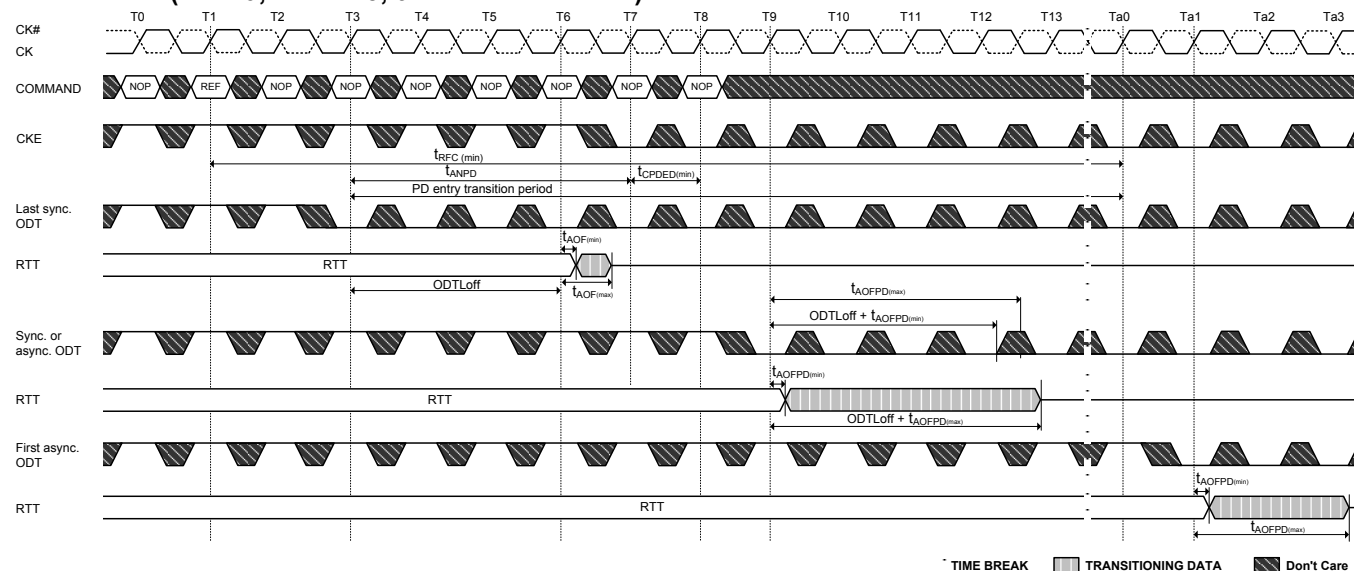 T0 T1 T2 T3 T4 T5 T6 T7 T8 T9 T10 T11 T12 T13 Ta0 Ta1 Ta2 Ta3
CK#
CK
COMMAND NOP REF NOP NOP NOP NOP NOP NOP NOP
CKE
tRFC (min)
tANPD tCPDED(min)
PD entry transition period
Last sync.
ODT
tAOF(min)
RTT RTT
ODTLoff tAOF(max)
tAOFPD(max)
ODTLoff + tAOFPD(min)
Sync. or
async. ODT
tAOFPD(min)
RTT RTT
ODTLoff + tAOFPD(max)
First async.
ODT
tAOFPD(min)
RTT RTT
tAOFPD(max)
TIME BREAK TRANSITIONING DATA Don't Care